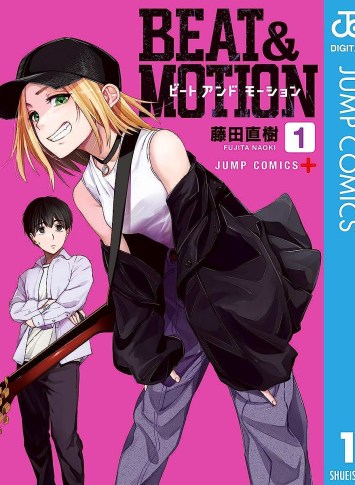 BEAT&
MOTION
ビート アンド モーション
藤田直樹
FUJITA NAOKI
1
JUMP COMICS+
DIGITA
JUMP COMICS
1
SHUEIS